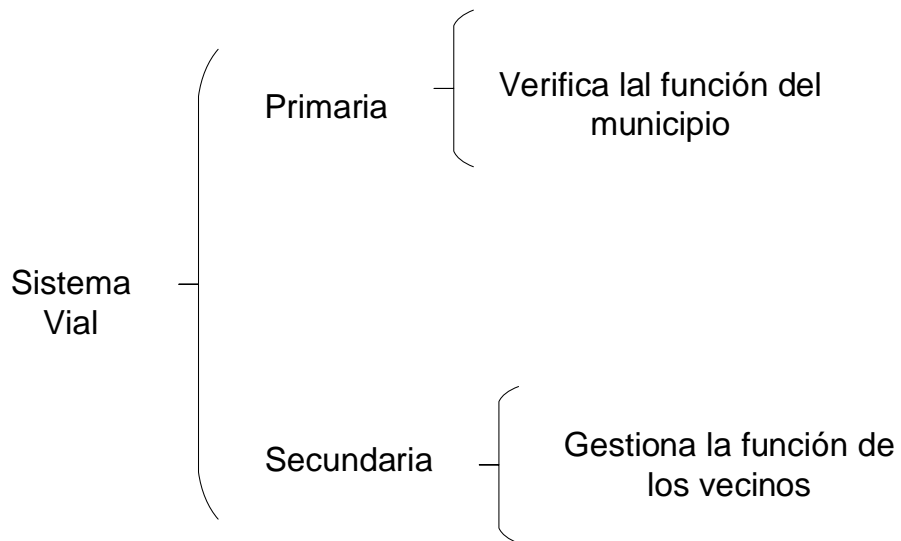 Primaria
Verifica lal función del
municipio
Sistema
Vial
Secundaria
Gestiona la función de
los vecinos